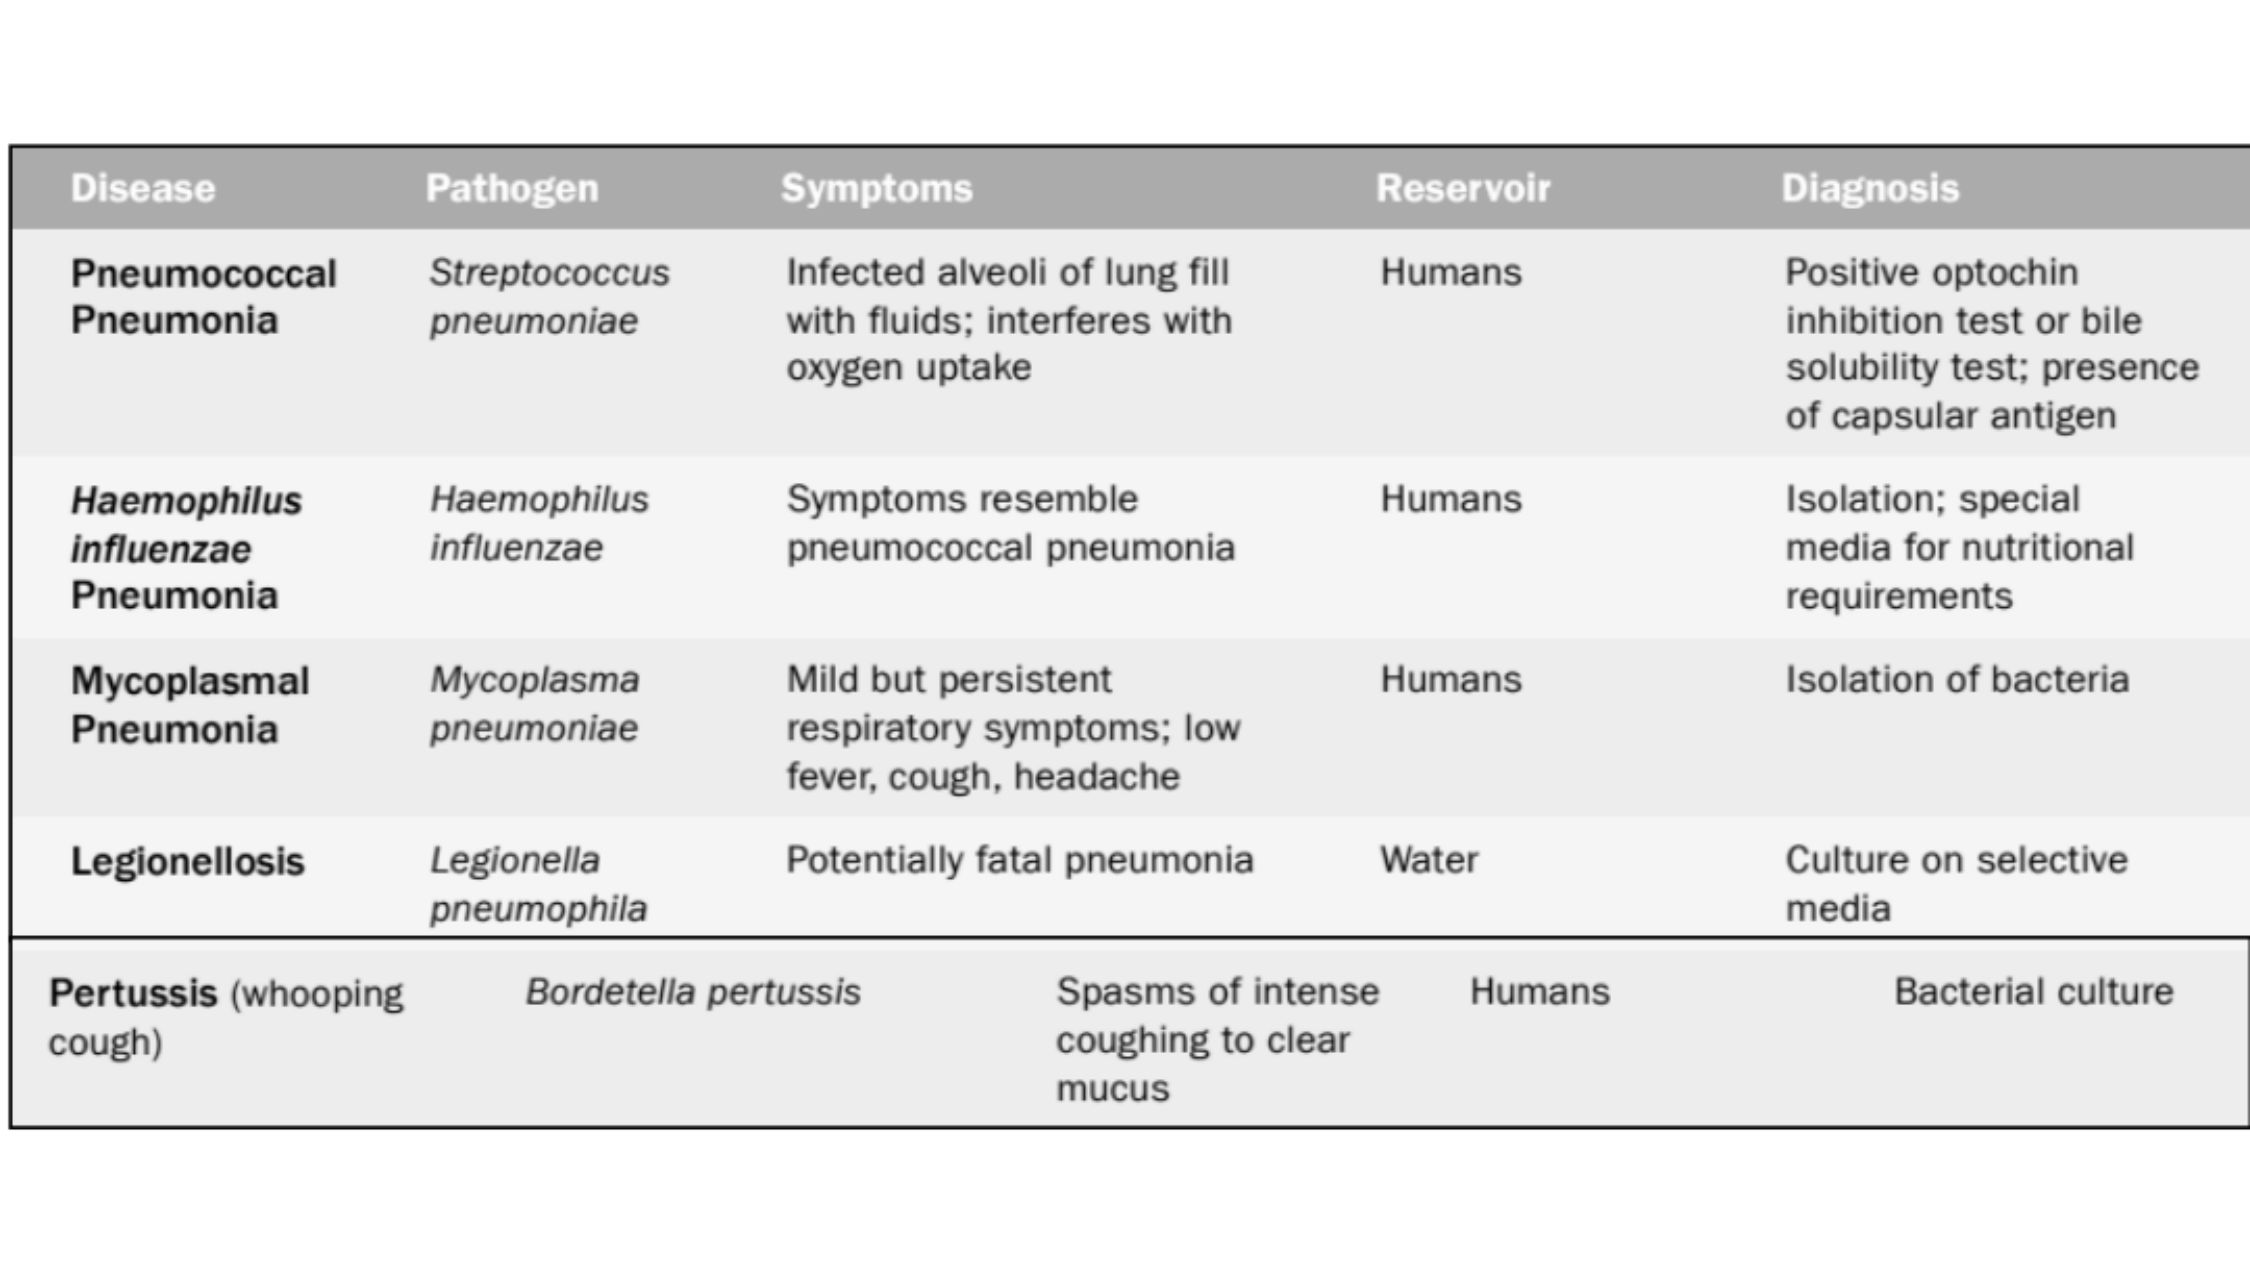 Disease Pathogen Symptoms Reservoir Diagnosis
Pneumococcal Streptococcus Infected alveoli of lung fill Humans Positive optochin
Pneumonia pneumoniae with fluids; interferes with inhibition test or bile
oxygen uptake solubility test; presence
of capsular antigen
Haemophilus Haemophilus Symptoms resemble Humans Isolation; special
influenzae influenzae pneumococcal pneumonia media for nutritional
Pneumonia requirements
Mycoplasmal Mycoplasma Mild but persistent Humans Isolation of bacteria
Pneumonia pneumoniae respiratory symptoms; low
fever, cough, headache
Legionellosis Legionella Potentially fatal pneumonia Water Culture on selective
pneumophila media
Pertussis (whooping Bordetella pertussis Spasms of intense Humans Bacterial culture
cough) coughing to clear
mucus